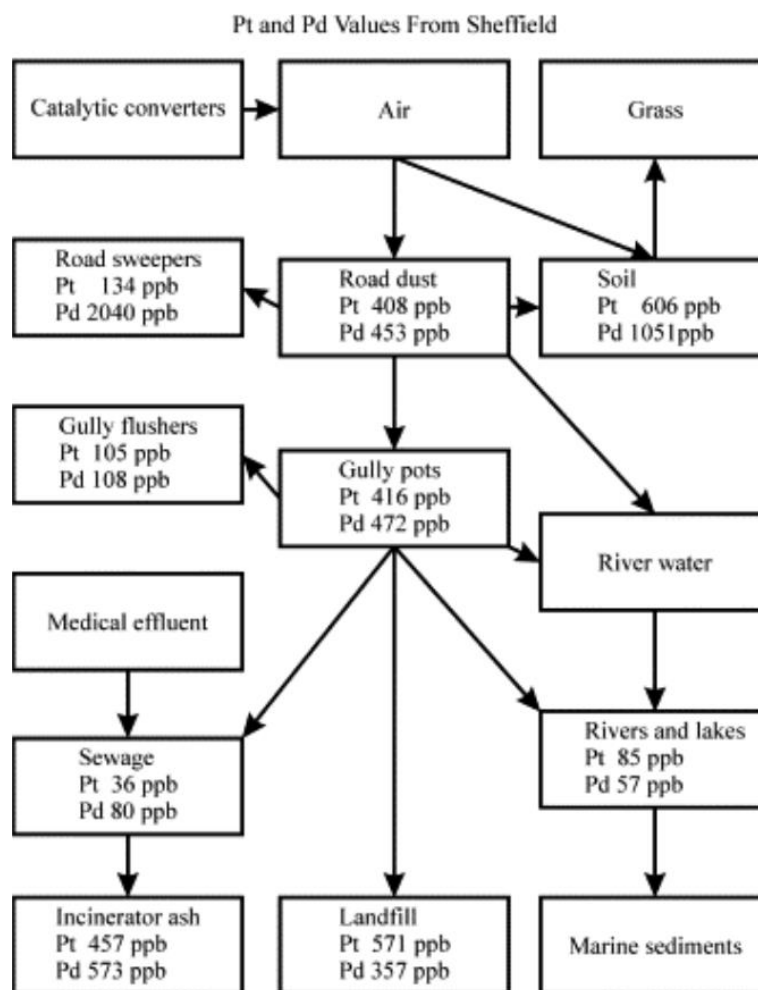 Pt and Pd Values From Sheffield
Catalytic converters
Air
Grass
Road sweepers
Pt 134 ppb
Pd 2040 ppb
Road dust
Pt 408 ppb
Pd 453 ppb
Soil
Pt 606 ppb
Pd 1051ppb
Gully flushers
Pt 105 ppb
Pd 108 ppb
Gully pots
Pt 416 ppb
Pd 472 ppb
River water
Medical effluent
Sewage
Pt 36 ppb
Pd 80 ppb
Rivers and lakes
Pt 85 ppb
Pd 57 ppb
Incinerator ash
Pt 457 ppb
Pd 573 ppb
Landfill
Pt 571 ppb
Pd 357 ppb
Marine sediments